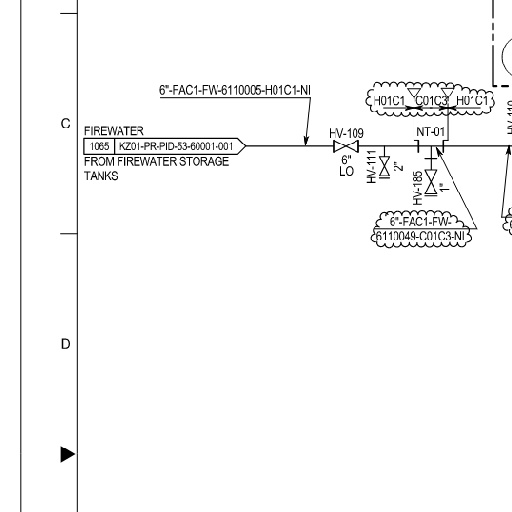 6"-FAC1-FW-6110005-H01C1-NI
H01C1
C01C3
H01C1
C
FIREWATER
1065
KZ01-PR-PID-53-60001-001
FROM FIREWATER STORAGE
TANKS
HV-109
6"
LO
HV-111
2"
NT-01
HV-185
1"
6"-FAC1-FW-
6110049-C01C3-NI
D